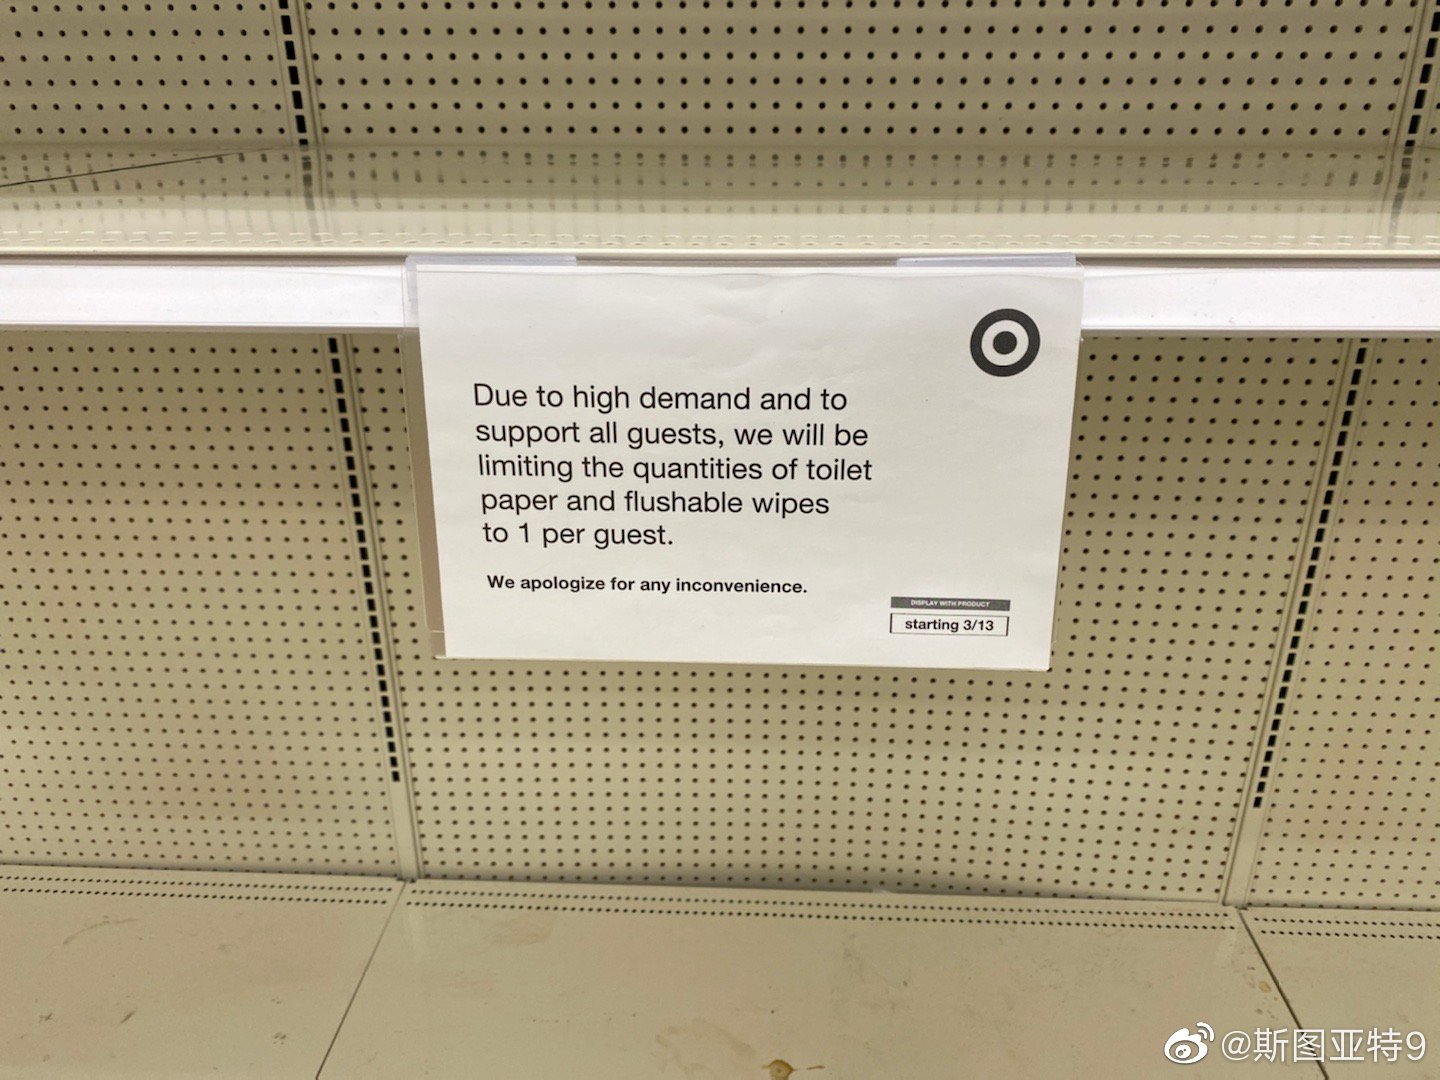 Due to high demand and to
support all guests, we will be
limiting the quantities of toilet
paper and flushable wipes
to 1 per guest.
We apologize for any inconvenience.
DISPLAY WITH PRODUCT
starting 3/13
@斯图亚特9